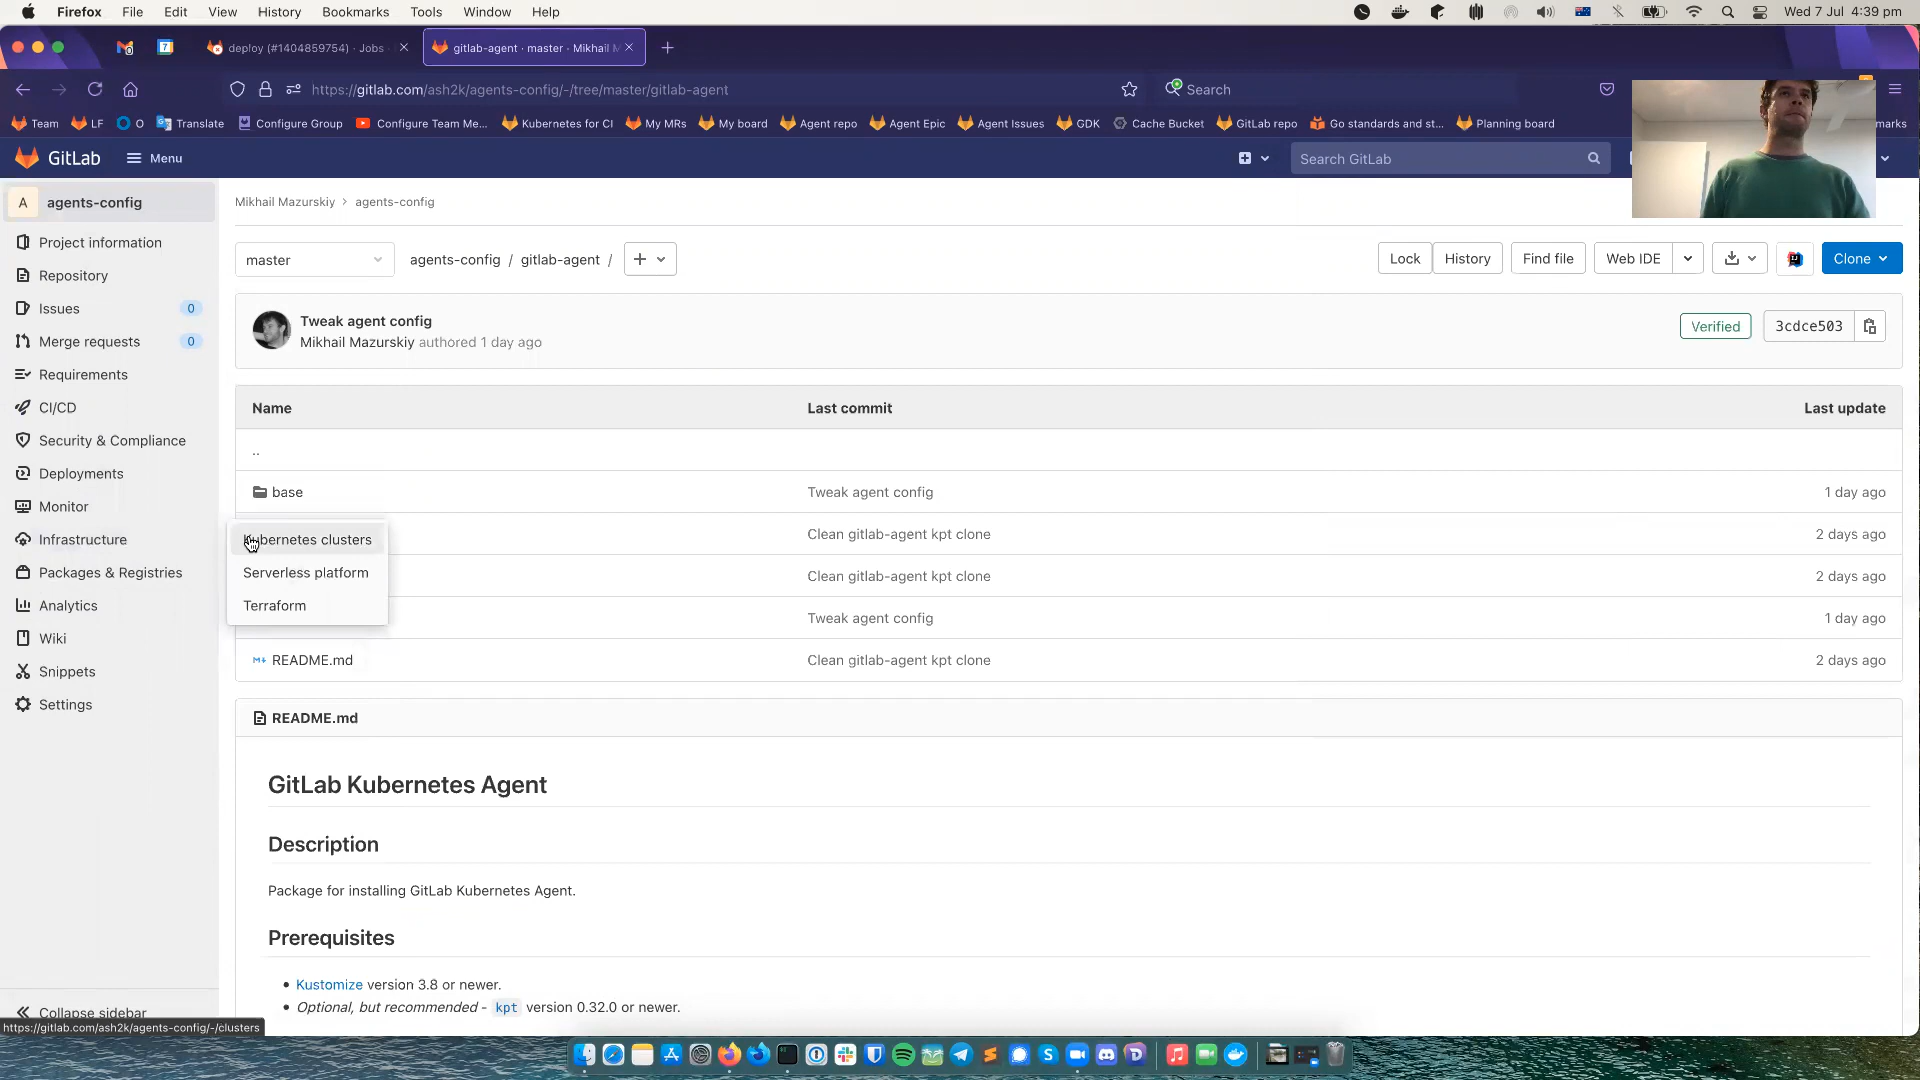 Firefox File Edit View History Bookmarks Tools Window Help Wed 7 Jul 4:39 pm
deploy (#1404859754) · Jobs gitlab-agent · master · Mikhail M
https://gitlab.com/ash2k/agents-config/-/tree/master/gitlab-agent Search
Team LF O Translate Configure Group Configure Team Me... Kubernetes for CI My MRs My board Agent repo Agent Epic Agent Issues GDK Cache Bucket GitLab repo Go standards and st... Planning board
GitLab Menu Search GitLab
A agents-config
Project information
Repository
Issues 0
Merge requests 0
Requirements
CI/CD
Security & Compliance
Deployments
Monitor
Infrastructure
Packages & Registries
Analytics
Wiki
Snippets
Settings
Collapse sidebar
https://gitlab.com/ash2k/agents-config/-/clusters
Kubernetes clusters
Serverless platform
Terraform
Mikhail Mazurskiy > agents-config
master agents-config / gitlab-agent / Lock History Find file Web IDE Clone
Tweak agent config
Mikhail Mazurskiy authored 1 day ago
Verified 3cdce503
Name Last commit Last update
..
base Tweak agent config 1 day ago
Clean gitlab-agent kpt clone 2 days ago
Clean gitlab-agent kpt clone 2 days ago
Tweak agent config 1 day ago
README.md Clean gitlab-agent kpt clone 2 days ago
README.md
GitLab Kubernetes Agent
Description
Package for installing GitLab Kubernetes Agent.
Prerequisites
• Kustomize version 3.8 or newer.
• Optional, but recommended - kpt version 0.32.0 or newer.